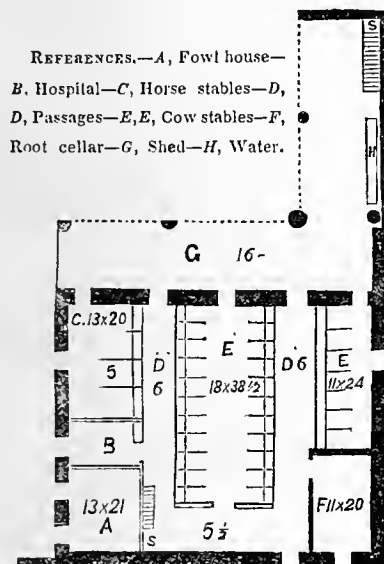 REFERENCES.—A, Fowl house—
B, Hospital—C, Horse stables—D,
D, Passages—E,E, Cow stables—F,
Root cellar—G, Shed—H, Water.
S
H
G 16-
C.13x20
D
6
E
18x38½
D 6
E
11x24
5
B
13x21
A
S
5½
F11x20